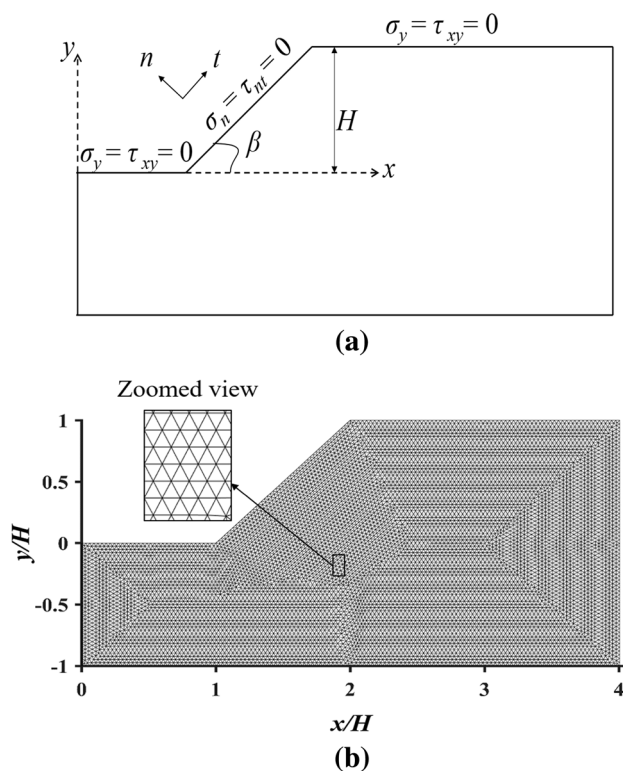 σy = τxy = 0
y
n
t
σn = τnt = 0
H
β
σy = τxy = 0
x
(a)
Zoomed view
1
0.5
0
-0.5
-1
y/H
0 1 2 3 4
x/H
(b)